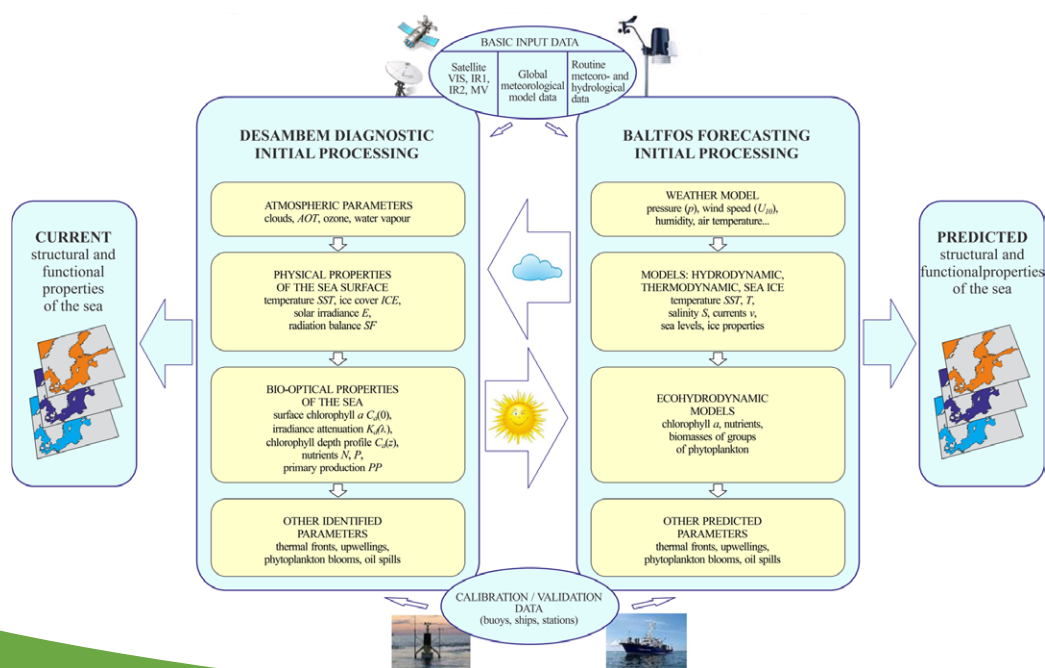 BASIC INPUT DATA
Satellite
VIS, IR1,
IR2, MV
Global
meteorological
model data
Routine
meteoro- and
hydrological
data
DESAMBEM DIAGNOSTIC
INITIAL PROCESSING
ATMOSPHERIC PARAMETERS
clouds, AOT, ozone, water vapour
PHYSICAL PROPERTIES
OF THE SEA SURFACE
temperature SST, ice cover ICE,
solar irradiance E,
radiation balance SF
BIO-OPTICAL PROPERTIES
OF THE SEA
surface chlorophyll a Ca(0),
irradiance attenuation Kd(λ),
chlorophyll depth profile Ca(z),
nutrients N, P,
primary production PP
OTHER IDENTIFIED
PARAMETERS
thermal fronts, upwellings,
phytoplankton blooms, oil spills
BALTFOS FORECASTING
INITIAL PROCESSING
WEATHER MODEL
pressure (p), wind speed (U10),
humidity, air temperature...
MODELS: HYDRODYNAMIC,
THERMODYNAMIC, SEA ICE
temperature SST, T,
salinity S, currents v,
sea levels, ice properties
ECOHYDRODYNAMIC
MODELS
chlorophyll a, nutrients,
biomasses of groups
of phytoplankton
OTHER PREDICTED
PARAMETERS
thermal fronts, upwellings,
phytoplankton blooms, oil spills
CURRENT
structural and
functional
properties
of the sea
PREDICTED
structural and
functionalproperties
of the sea
CALIBRATION / VALIDATION
DATA
(buoys, ships, stations)